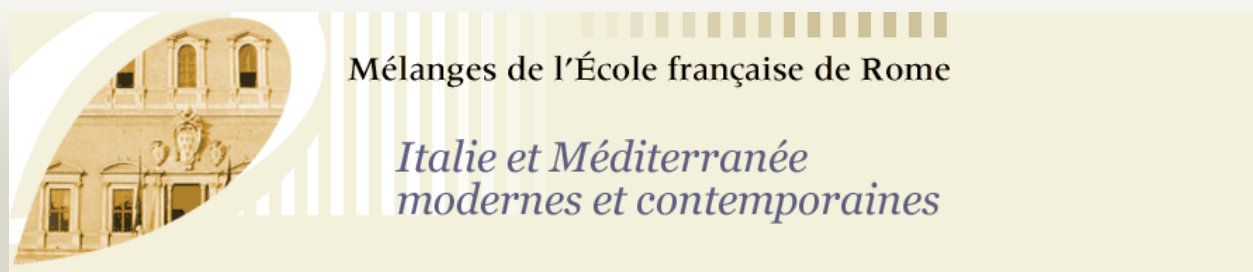 Mélanges de l'École française de Rome
Italie et Méditerranée
modernes et contemporaines